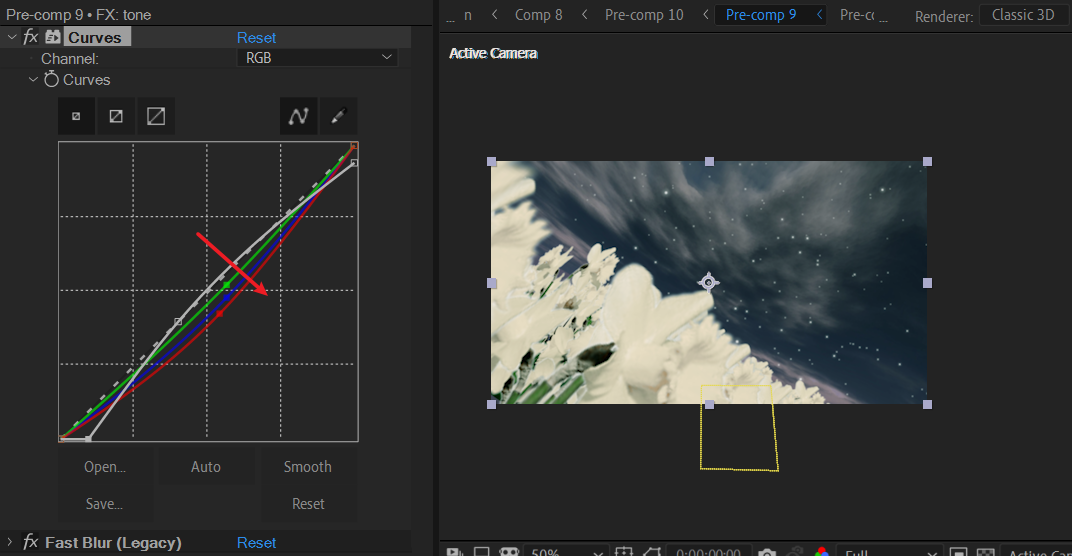 Pre-comp 9 • FX: tone
... n < Comp 8 < Pre-comp 10 < Pre-comp 9 < Pre-cc ...
Renderer: Classic 3D
fx Curves Reset
Active Camera
Channel: RGB
Curves
Open... Auto Smooth
Save... Reset
fx Fast Blur (Legacy) Reset
50% 0:00:00:00 Full Active Cam